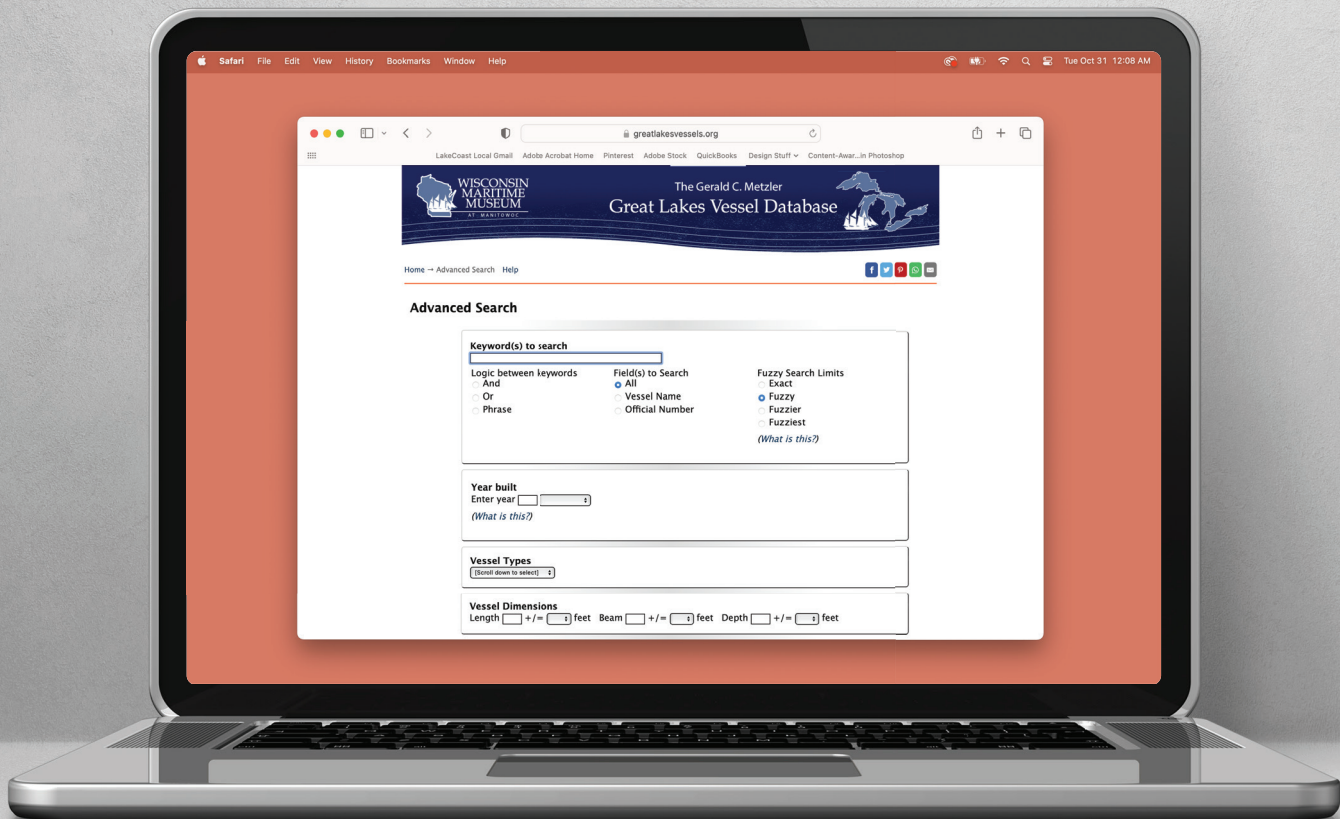 Safari File Edit View History Bookmarks Window Help
Tue Oct 31 12:08 AM
greatlakesvessels.org
LakeCoast Local Gmail Adobe Acrobat Home Pinterest Adobe Stock QuickBooks Design Stuff Content-Awar...in Photoshop
WISCONSIN
MARITIME
MUSEUM
AT MANITOWOC
The Gerald C. Metzler
Great Lakes Vessel Database
Home → Advanced Search Help
Advanced Search
Keyword(s) to search
Logic between keywords
And
Or
Phrase
Field(s) to Search
All
Vessel Name
Official Number
Fuzzy Search Limits
Exact
Fuzzy
Fuzzier
Fuzziest
(What is this?)
Year built
Enter year
(What is this?)
Vessel Types
[Scroll down to select]
Vessel Dimensions
Length +/= feet Beam +/= feet Depth +/= feet